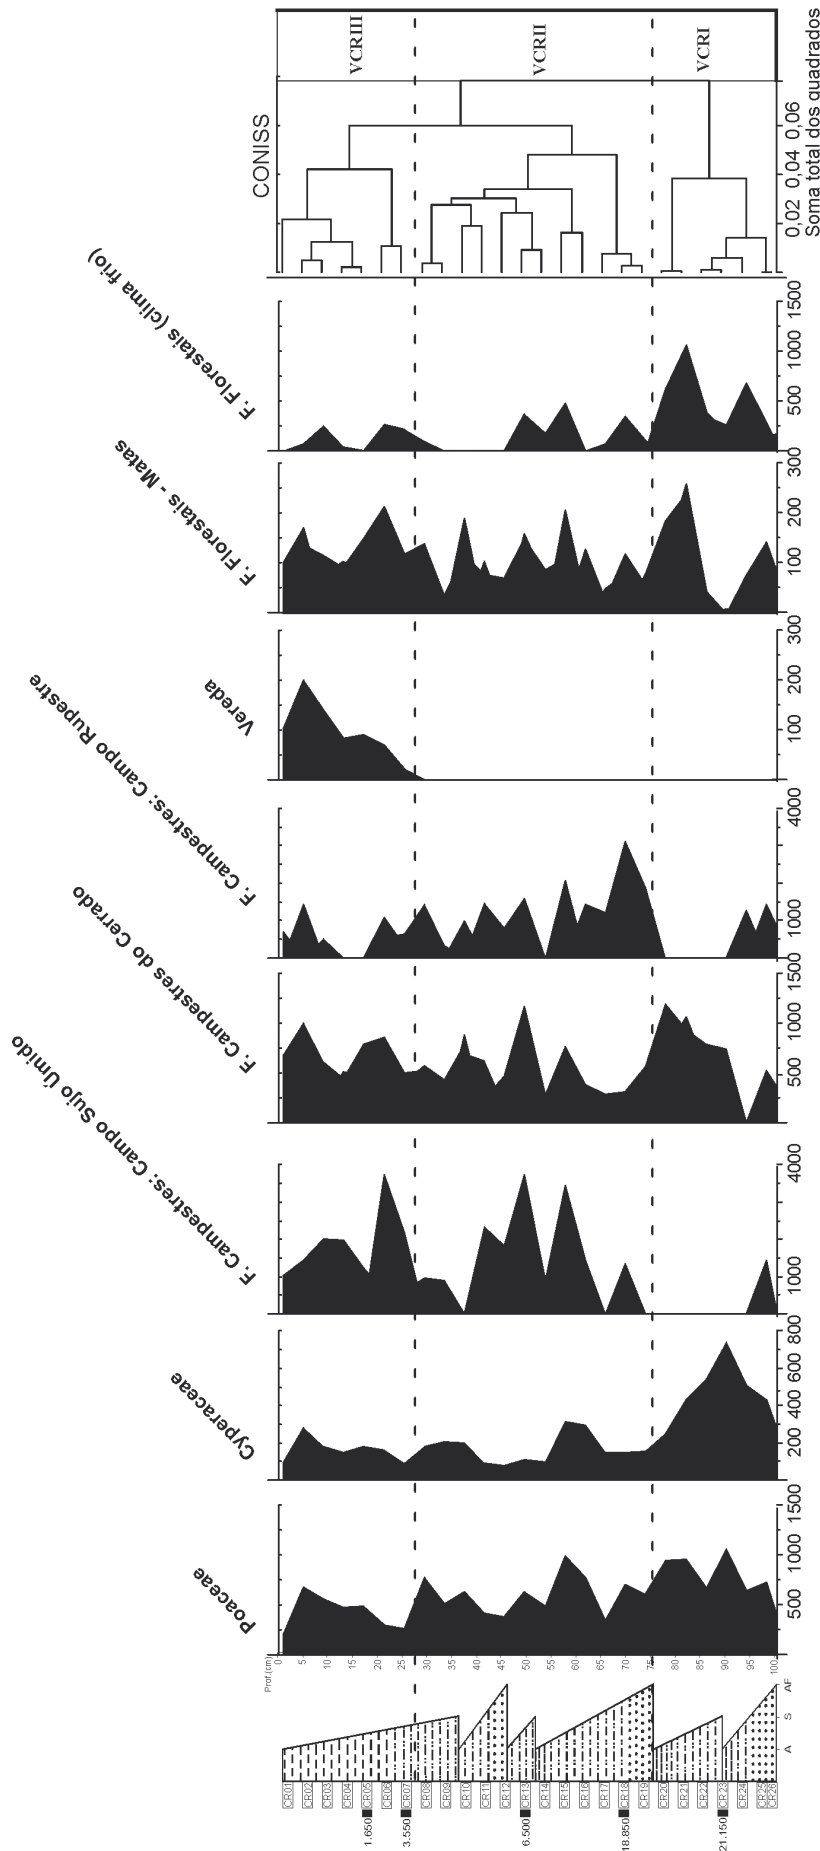 CONISS
VCRIII
VCRII
VCRI
0,02 0,04 0,06
Soma total dos quadrados
F. Florestais (clima frio)
500 1000 1500
F. Florestais - Matas
100 200 300
Vereda
100 200 300
F. Campestres: Campo Rupestre
0 1000 4000
F. Campestres do Cerrado
500 1000 1500
F. Campestres: Campo Sujo Úmido
1000 4000
Cyperaceae
200 400 600 800
Poaceae
500 1000 1500
Prof.(cm)
0 5 10 15 20 25 30 35 40 45 50 55 60 65 70 75 80 85 90 95 100
A S AF
CR01 CR02 CR03 CR04 CR05 CR06 CR07 CR08 CR09 CR10 CR11 CR12 CR13 CR14 CR15 CR16 CR17 CR18 CR19 CR20 CR21 CR22 CR23 CR24 CR25 CR26
1.650 3.550 6.500 18.850 21.150